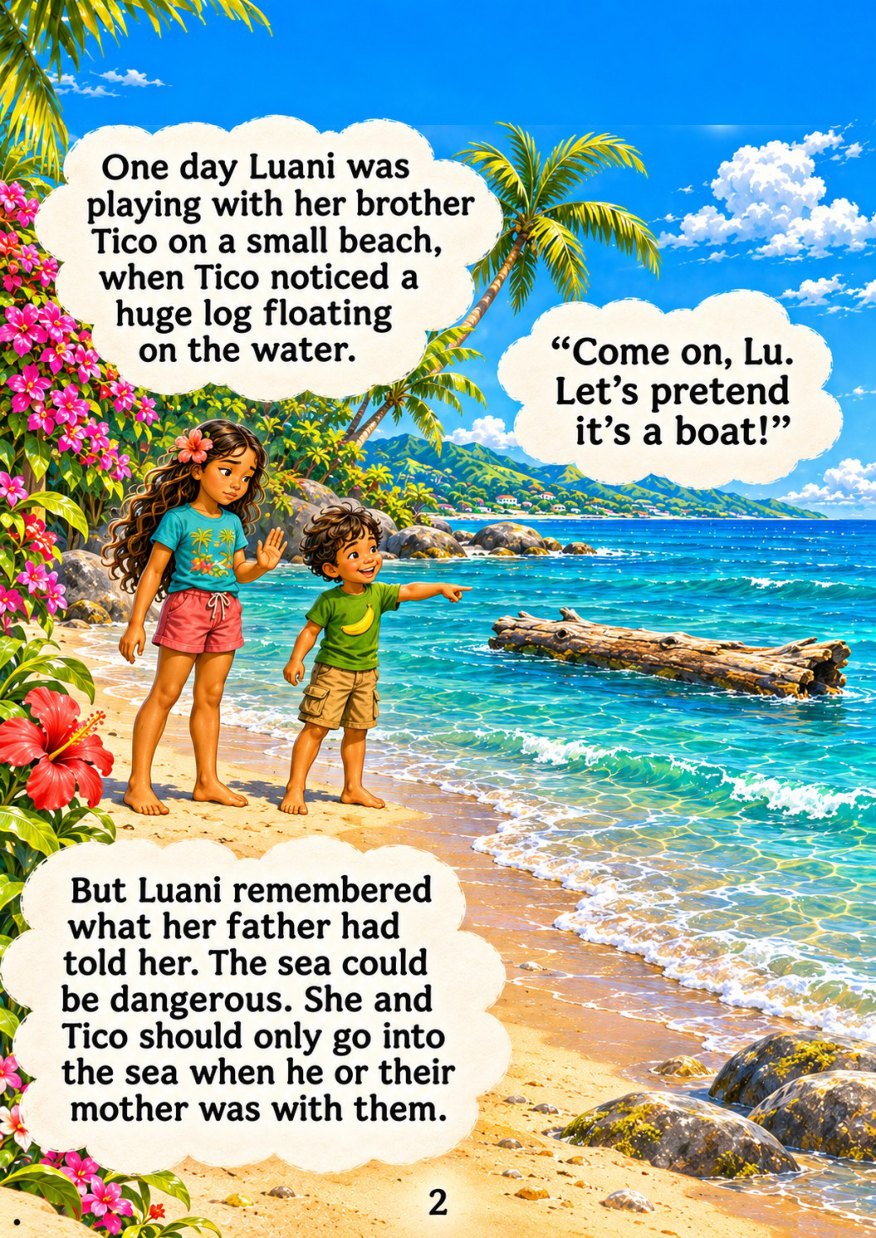 One day Luani was
playing with her brother
Tico on a small beach,
when Tico noticed a
huge log floating
on the water.
“Come on, Lu.
Let’s pretend
it’s a boat!”
But Luani remembered
what her father had
told her. The sea could
be dangerous. She and
Tico should only go into
the sea when he or their
mother was with them.
2